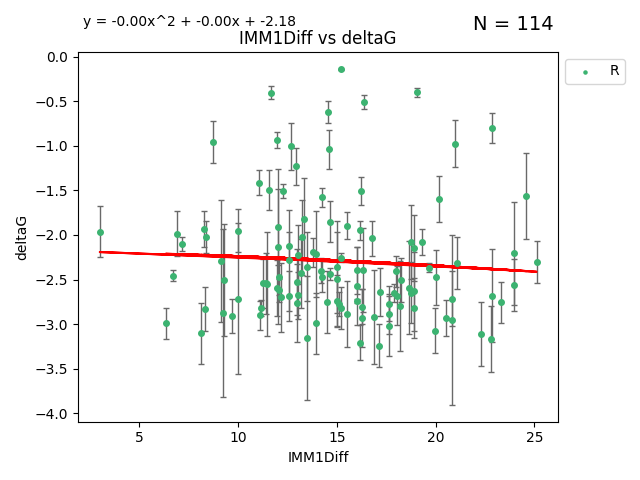 y = -0.00x^2 + -0.00x + -2.18
N = 114
IMM1Diff vs deltaG
R
0.0
−0.5
−1.0
−1.5
−2.0
−2.5
−3.0
−3.5
−4.0
deltaG
5 10 15 20 25
IMM1Diff